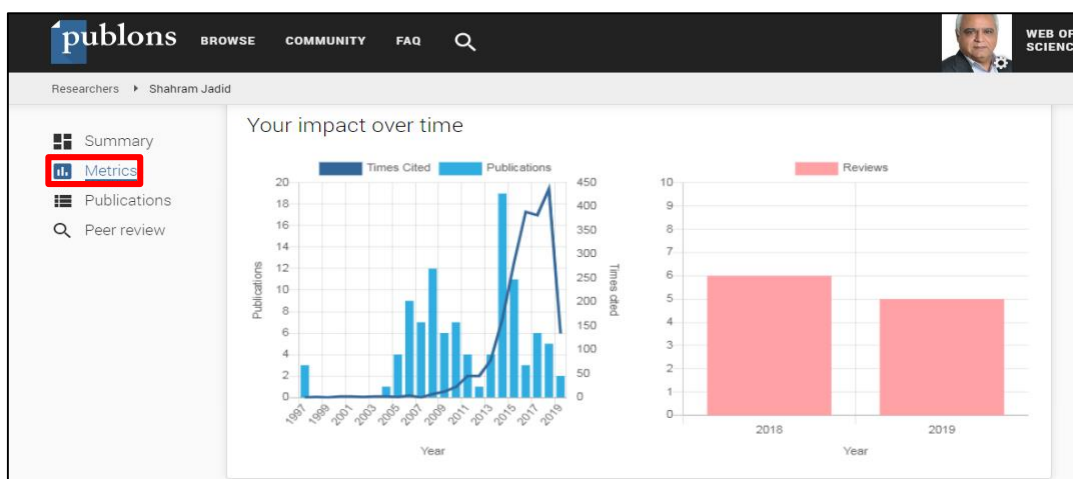 publons BROWSE COMMUNITY FAQ
WEB OF
SCIENC
Researchers Shahram Jadid
Summary
Metrics
Publications
Peer review
Your impact over time
Times Cited Publications
20
18
16
14
12
10
8
6
4
2
0
Publications
450
400
350
300
250
200
150
100
50
0
Times cited
1997 1999 2001 2003 2005 2007 2009 2011 2013 2015 2017 2019
Year
Reviews
10
9
8
7
6
5
4
3
2
1
0
2018 2019
Year